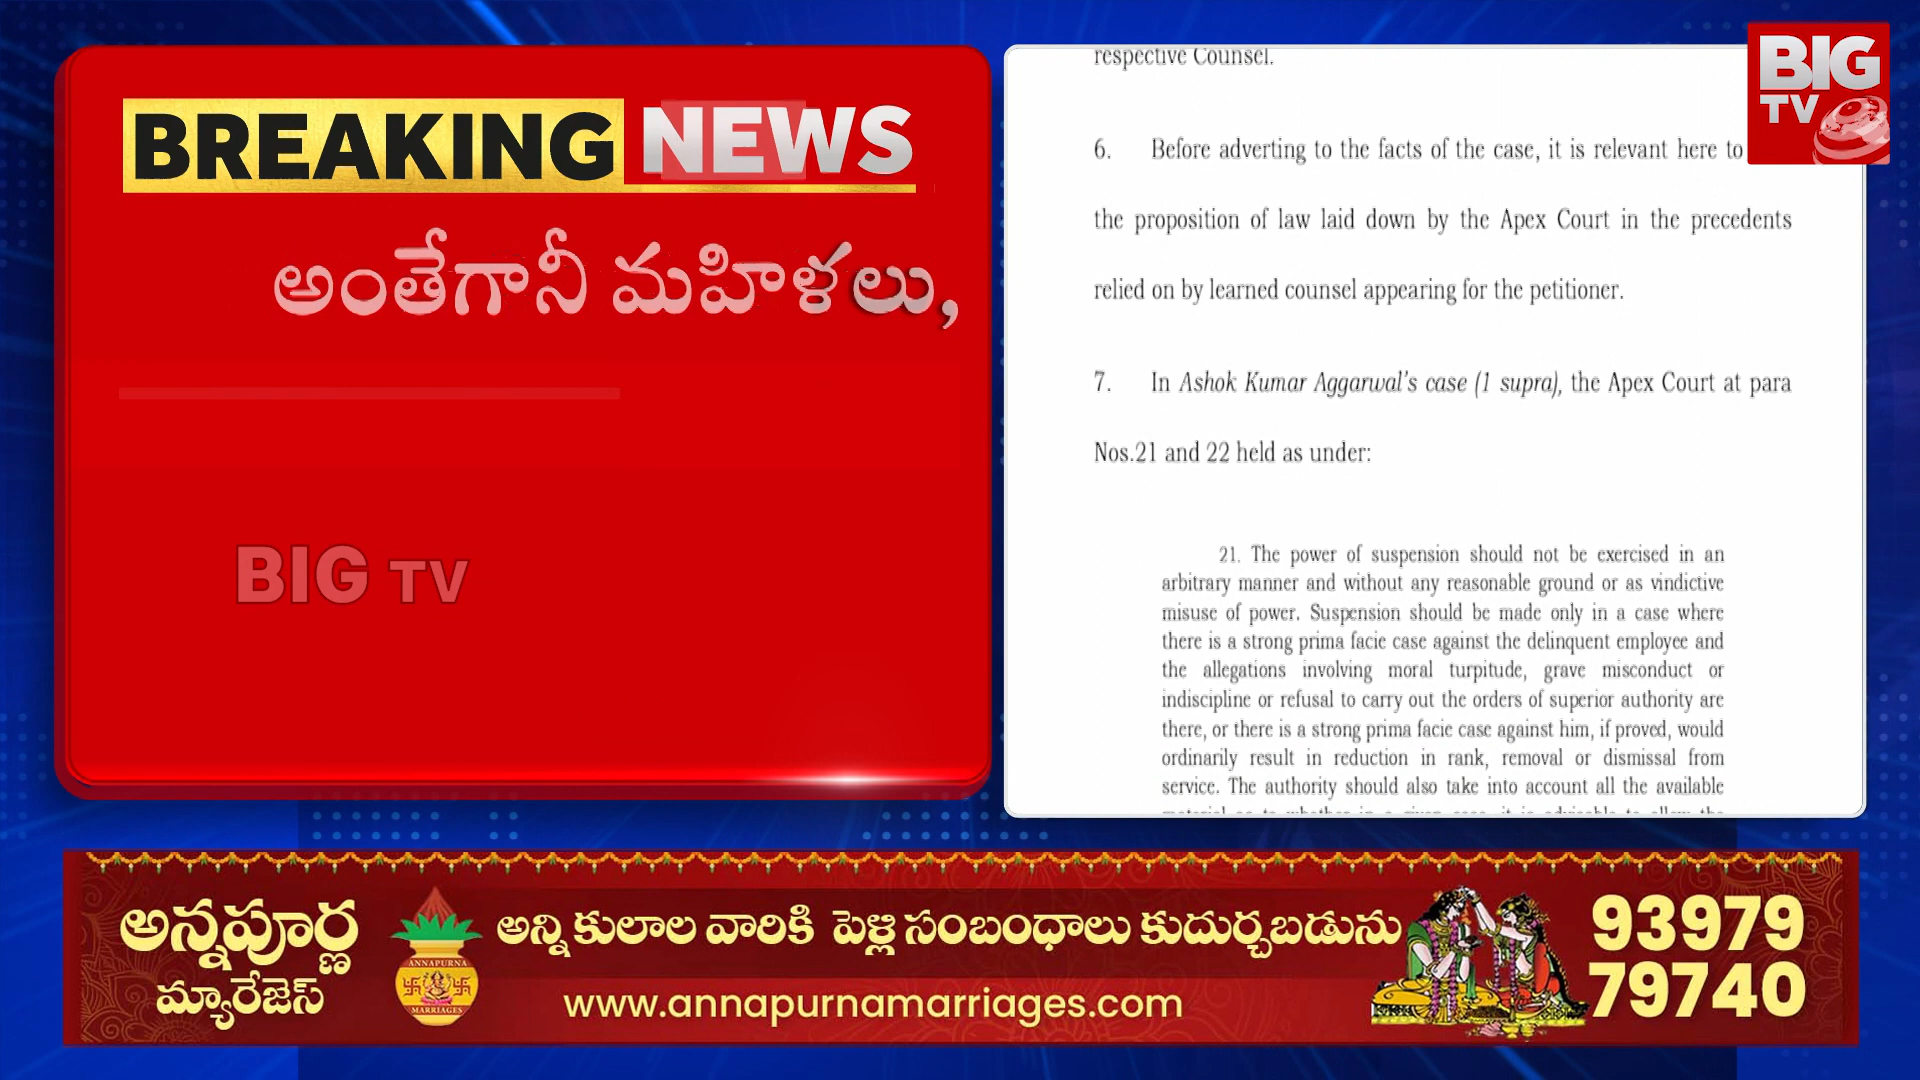 BREAKING NEWS
అంతేగానీ మహిళలు,
BIG TV
respective Counsel.
6. Before adverting to the facts of the case, it is relevant here to
the proposition of law laid down by the Apex Court in the precedents
relied on by learned counsel appearing for the petitioner.
7. In Ashok Kumar Aggarwal's case (1 supra), the Apex Court at para
Nos.21 and 22 held as under:
21. The power of suspension should not be exercised in an
arbitrary manner and without any reasonable ground or as vindictive
misuse of power. Suspension should be made only in a case where
there is a strong prima facie case against the delinquent employee and
the allegations involving moral turpitude, grave misconduct or
indiscipline or refusal to carry out the orders of superior authority are
there, or there is a strong prima facie case against him, if proved, would
ordinarily result in reduction in rank, removal or dismissal from
service. The authority should also take into account all the available
BIG
TV
అన్నపూర్ణ
మ్యారేజెస్
ANNAPURNA
MARRIAGES
అన్ని కులాల వారికి పెళ్లి సంబంధాలు కుదుర్చబడును
www.annapurnamarriages.com
93979
79740